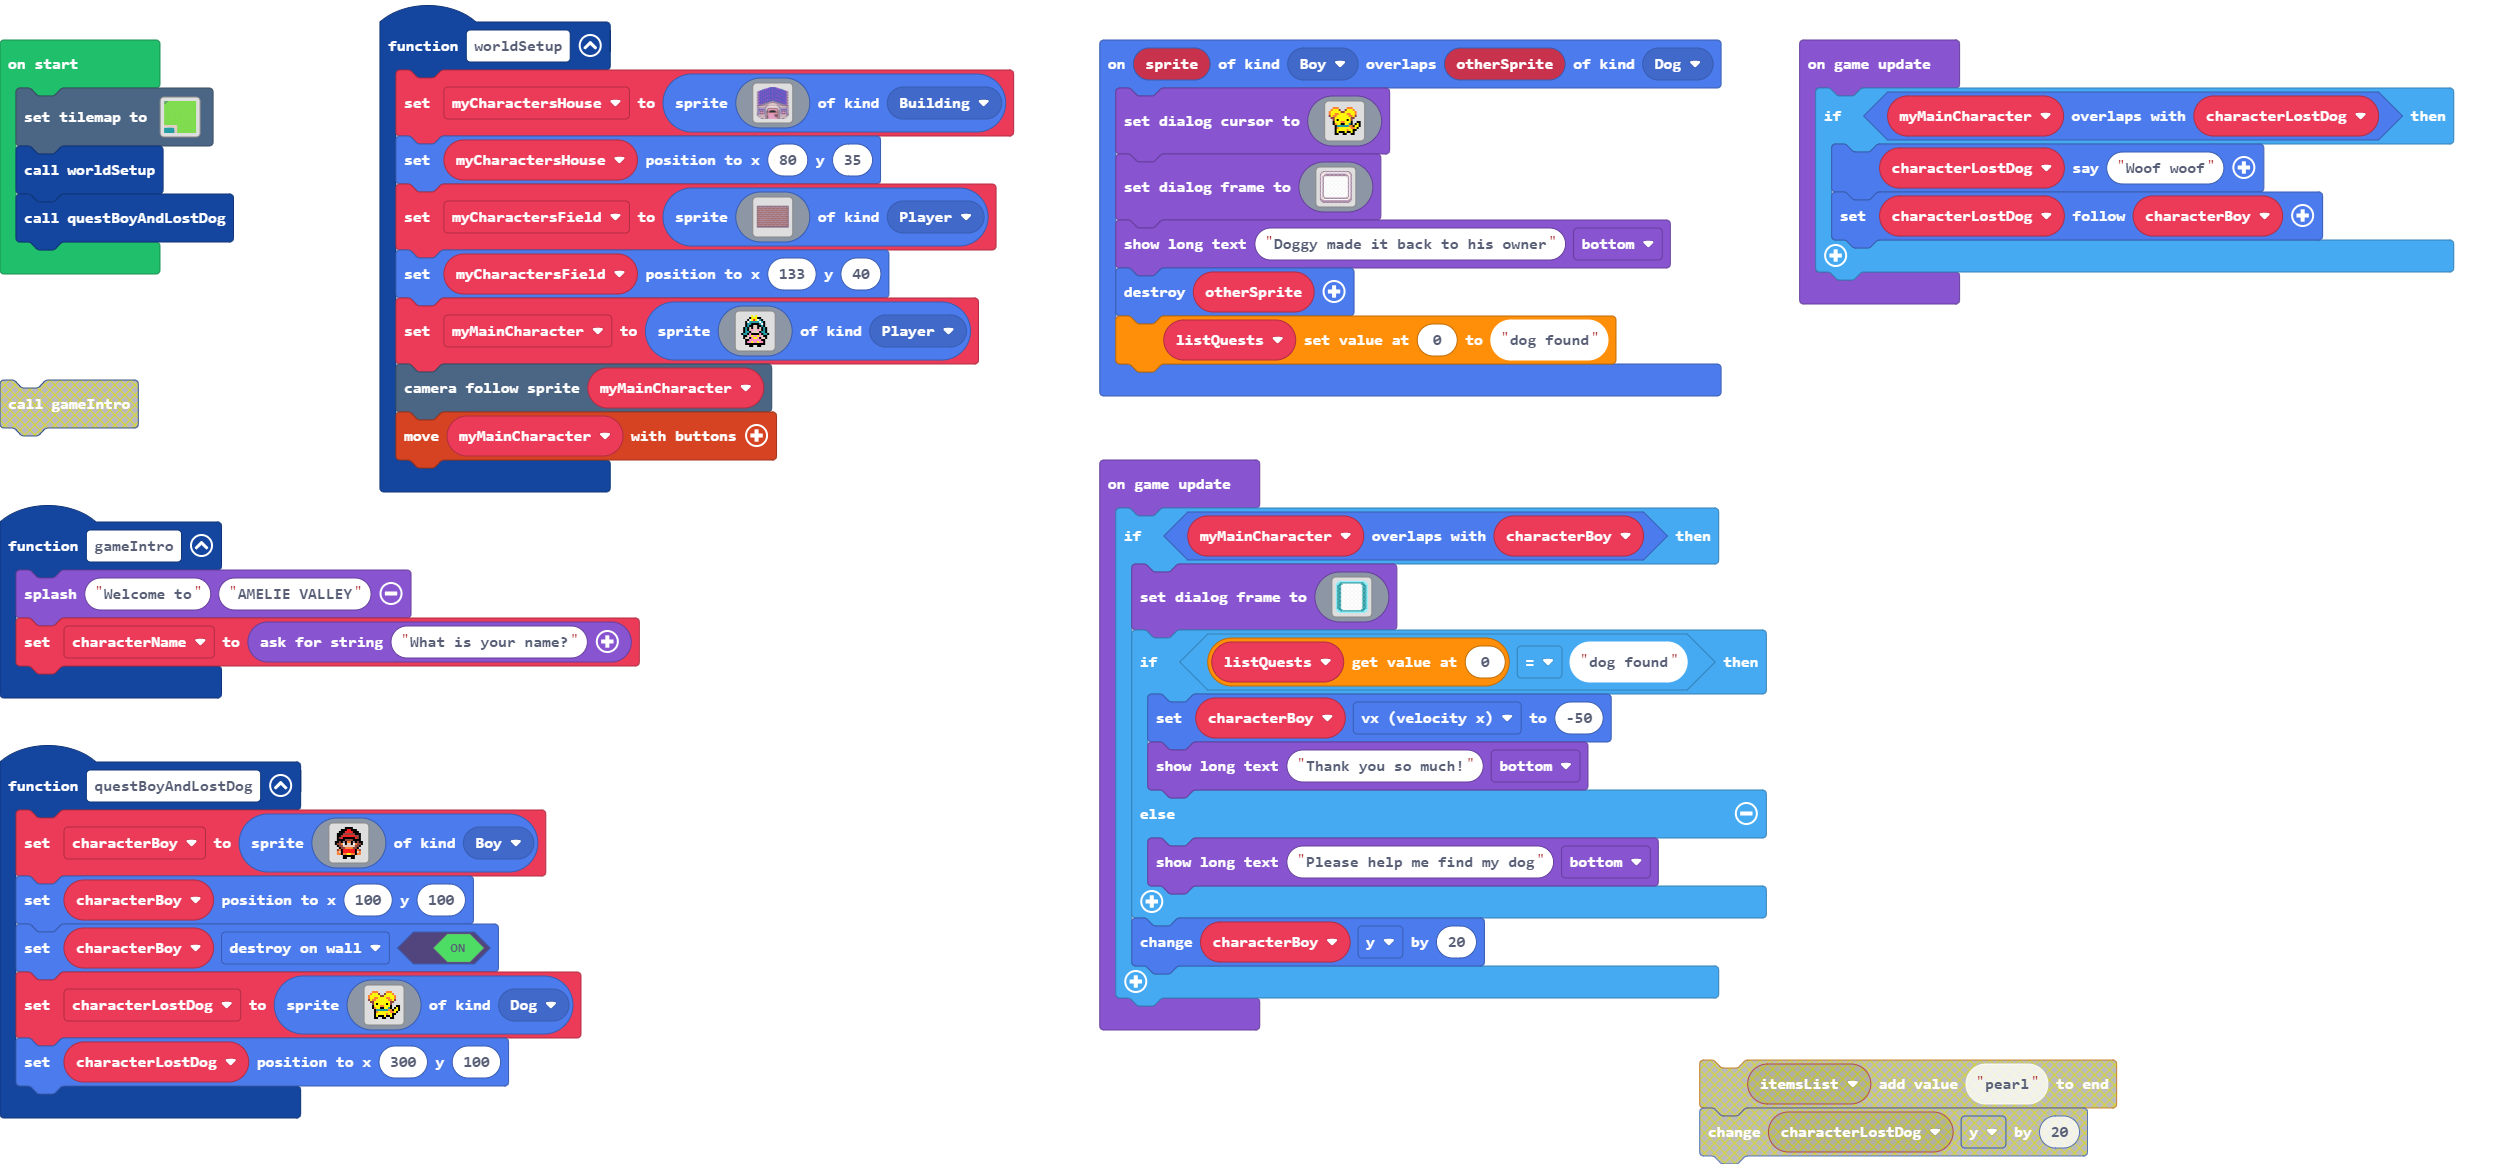 on start
set tilemap to
call worldSetup
call questBoyAndLostDog
call gameIntro
function gameIntro
splash "Welcome to" "AMELIE VALLEY"
set characterName to ask for string "What is your name?"
function questBoyAndLostDog
set characterBoy to sprite of kind Boy
set characterBoy position to x 100 y 100
set characterBoy destroy on wall ON
set characterLostDog to sprite of kind Dog
set characterLostDog position to x 300 y 100
function worldSetup
set myCharactersHouse to sprite of kind Building
set myCharactersHouse position to x 80 y 35
set myCharactersField to sprite of kind Player
set myCharactersField position to x 133 y 40
set myMainCharacter to sprite of kind Player
camera follow sprite myMainCharacter
move myMainCharacter with buttons
on sprite of kind Boy overlaps otherSprite of kind Dog
set dialog cursor to
set dialog frame to
show long text "Doggy made it back to his owner" bottom
destroy otherSprite
listQuests set value at 0 to "dog found"
on game update
if myMainCharacter overlaps with characterBoy then
set dialog frame to
if listQuests get value at 0 = "dog found" then
set characterBoy vx (velocity x) to -50
show long text "Thank you so much!" bottom
else
show long text "Please help me find my dog" bottom
change characterBoy y by 20
on game update
if myMainCharacter overlaps with characterLostDog then
characterLostDog say "Woof woof"
set characterLostDog follow characterBoy
itemsList add value "pearl" to end
change characterLostDog y by 20